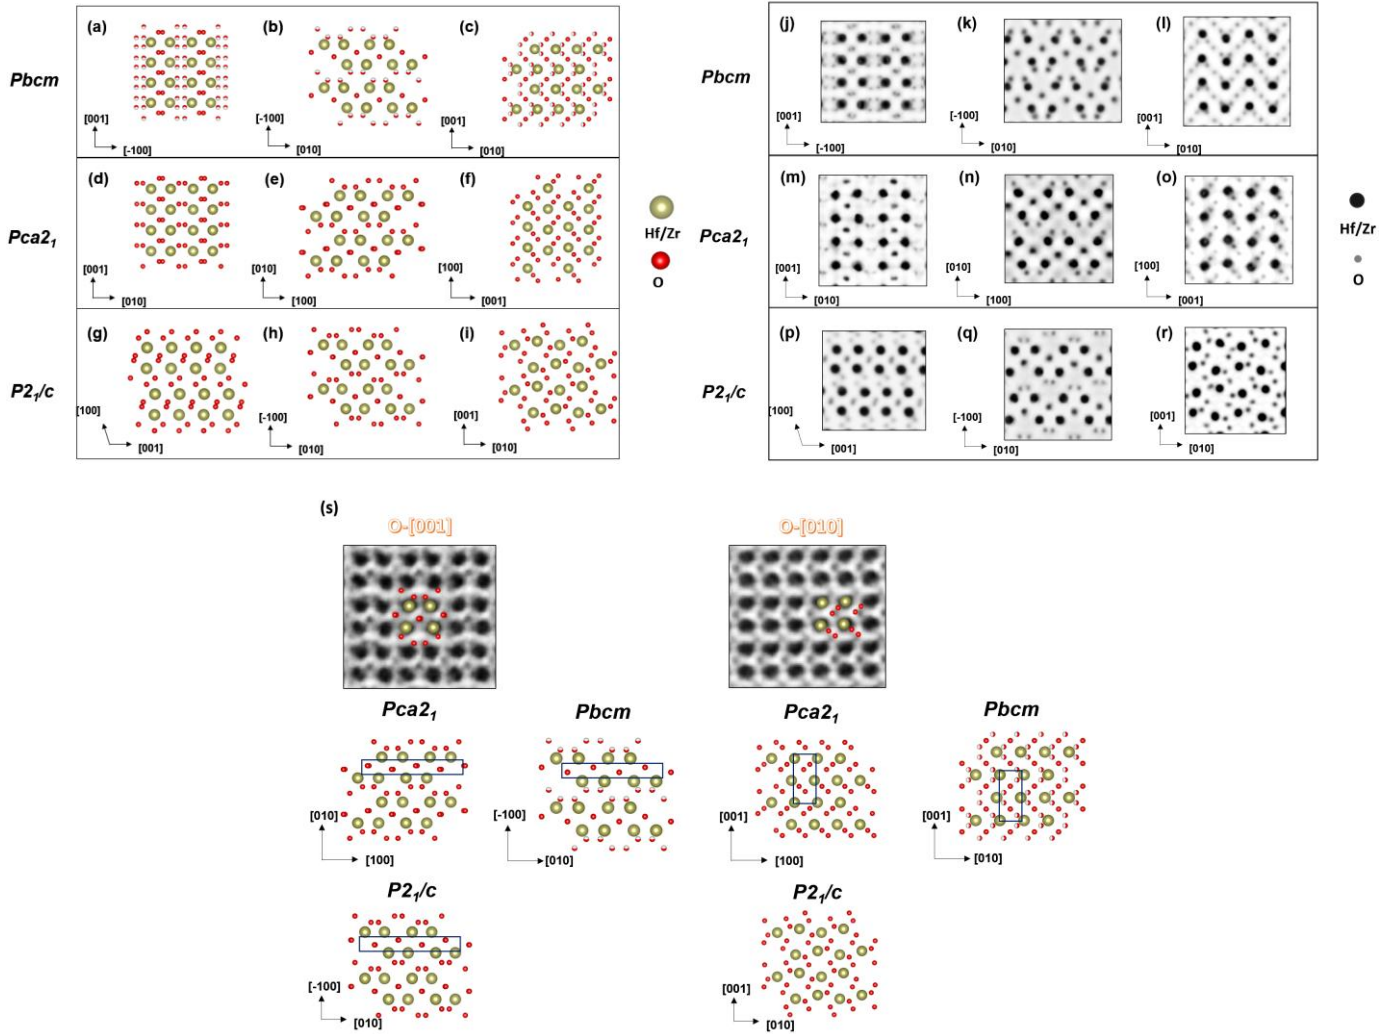 (a)
(b)
(c)
Pbcm
[001]
[-100]
[-100]
[010]
[001]
[010]
(d)
(e)
(f)
Pca2₁
[001]
[010]
[010]
[100]
[100]
[001]
(g)
(h)
(i)
P2₁/c
[100]
[001]
[-100]
[010]
[001]
[010]
Hf/Zr
O
(j)
(k)
(l)
Pbcm
[001]
[-100]
[-100]
[010]
[001]
[010]
(m)
(n)
(o)
Pca2₁
[001]
[010]
[010]
[100]
[100]
[001]
(p)
(q)
(r)
P2₁/c
[100]
[001]
[-100]
[010]
[001]
[010]
Hf/Zr
O
(s)
O-[001]
O-[010]
Pca2₁
Pbcm
Pca2₁
Pbcm
[010]
[100]
[-100]
[010]
[001]
[100]
[001]
[010]
P2₁/c
P2₁/c
[-100]
[010]
[001]
[010]